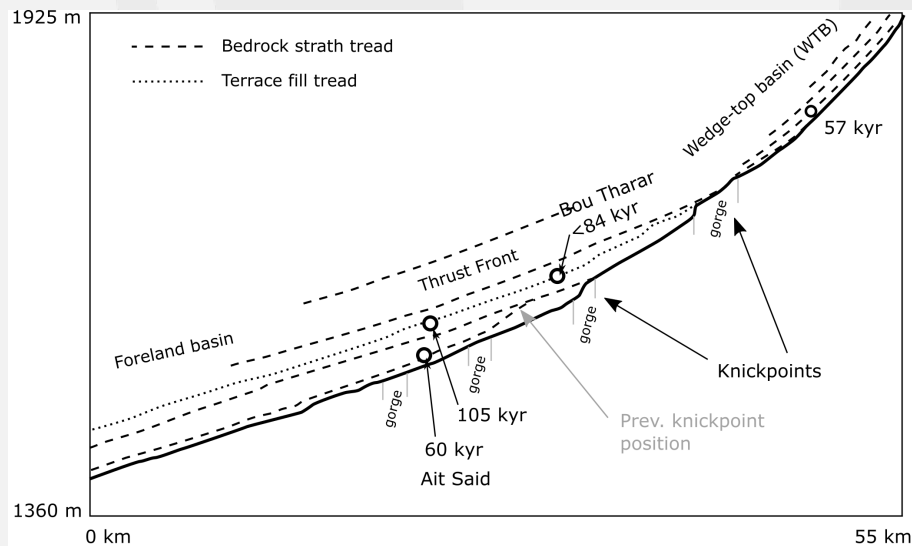 1925 m
Bedrock strath tread
Terrace fill tread
Wedge-top basin (WTB)
57 kyr
Bou Tharar
<84 kyr
gorge
Thrust Front
Foreland basin
gorge
Knickpoints
gorge
gorge
105 kyr
Prev. knickpoint
position
60 kyr
Ait Said
1360 m
0 km
55 km